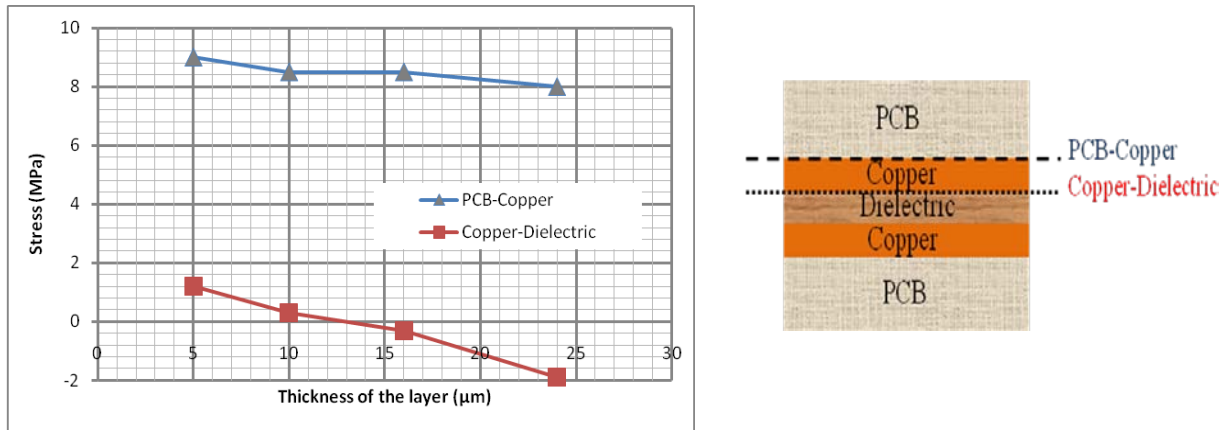 10
8
6
4
2
0
-2
0
5
10
15
20
25
30
Stress (MPa)
Thickness of the layer (µm)
PCB-Copper
Copper-Dielectric
PCB
Copper
Dielectric
Copper
PCB
PCB-Copper
Copper-Dielectric